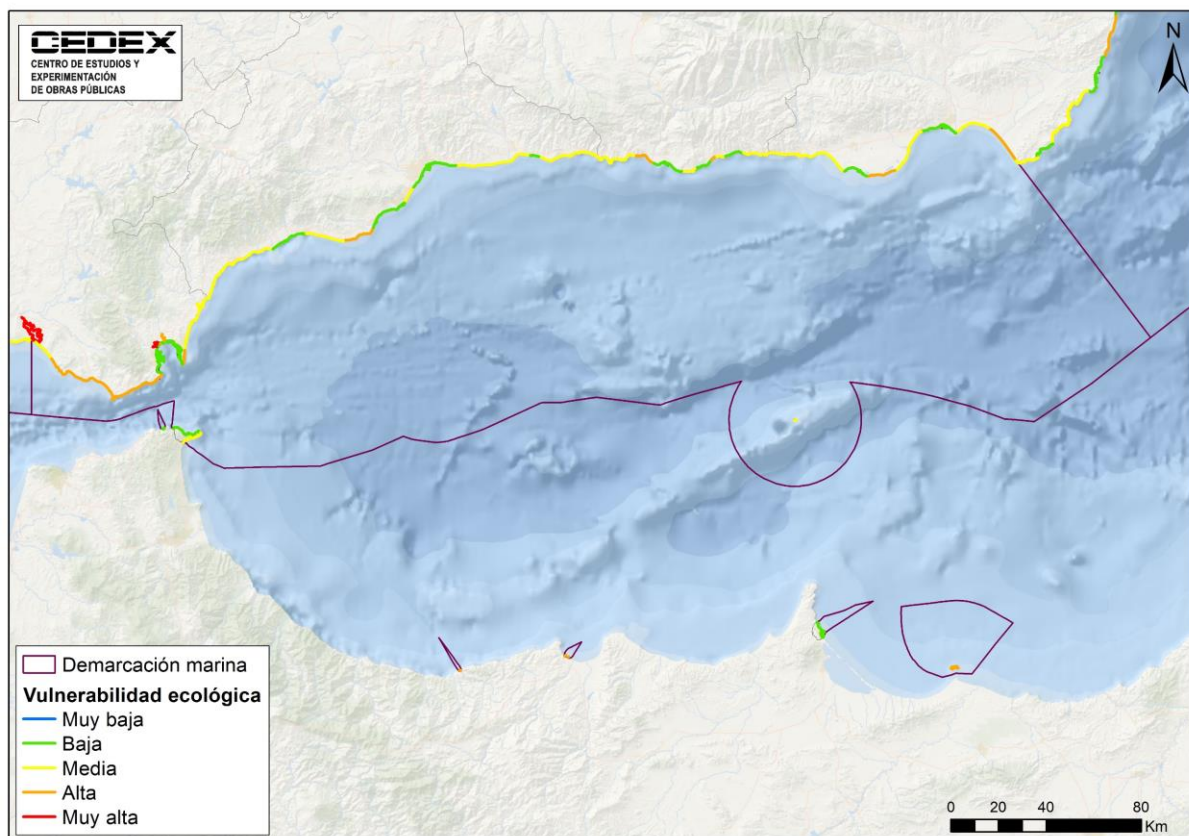 CEDEX
CENTRO DE ESTUDIOS Y
EXPERIMENTACIÓN
DE OBRAS PÚBLICAS
N
Demarcación marina
Vulnerabilidad ecológica
Muy baja
Baja
Media
Alta
Muy alta
0 20 40 80
Km